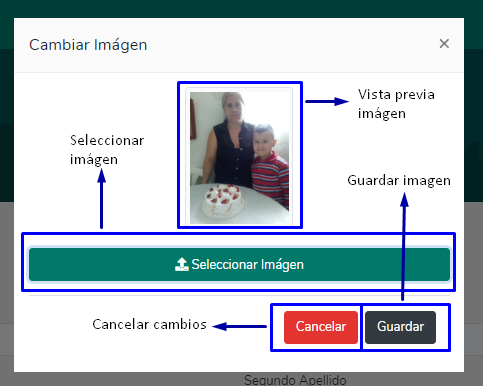 Cambiar Imágen
×
Vista previa
imágen
Seleccionar
imágen
Guardar imagen
Seleccionar Imágen
Cancelar cambios
Cancelar
Guardar
Segundo Apellido